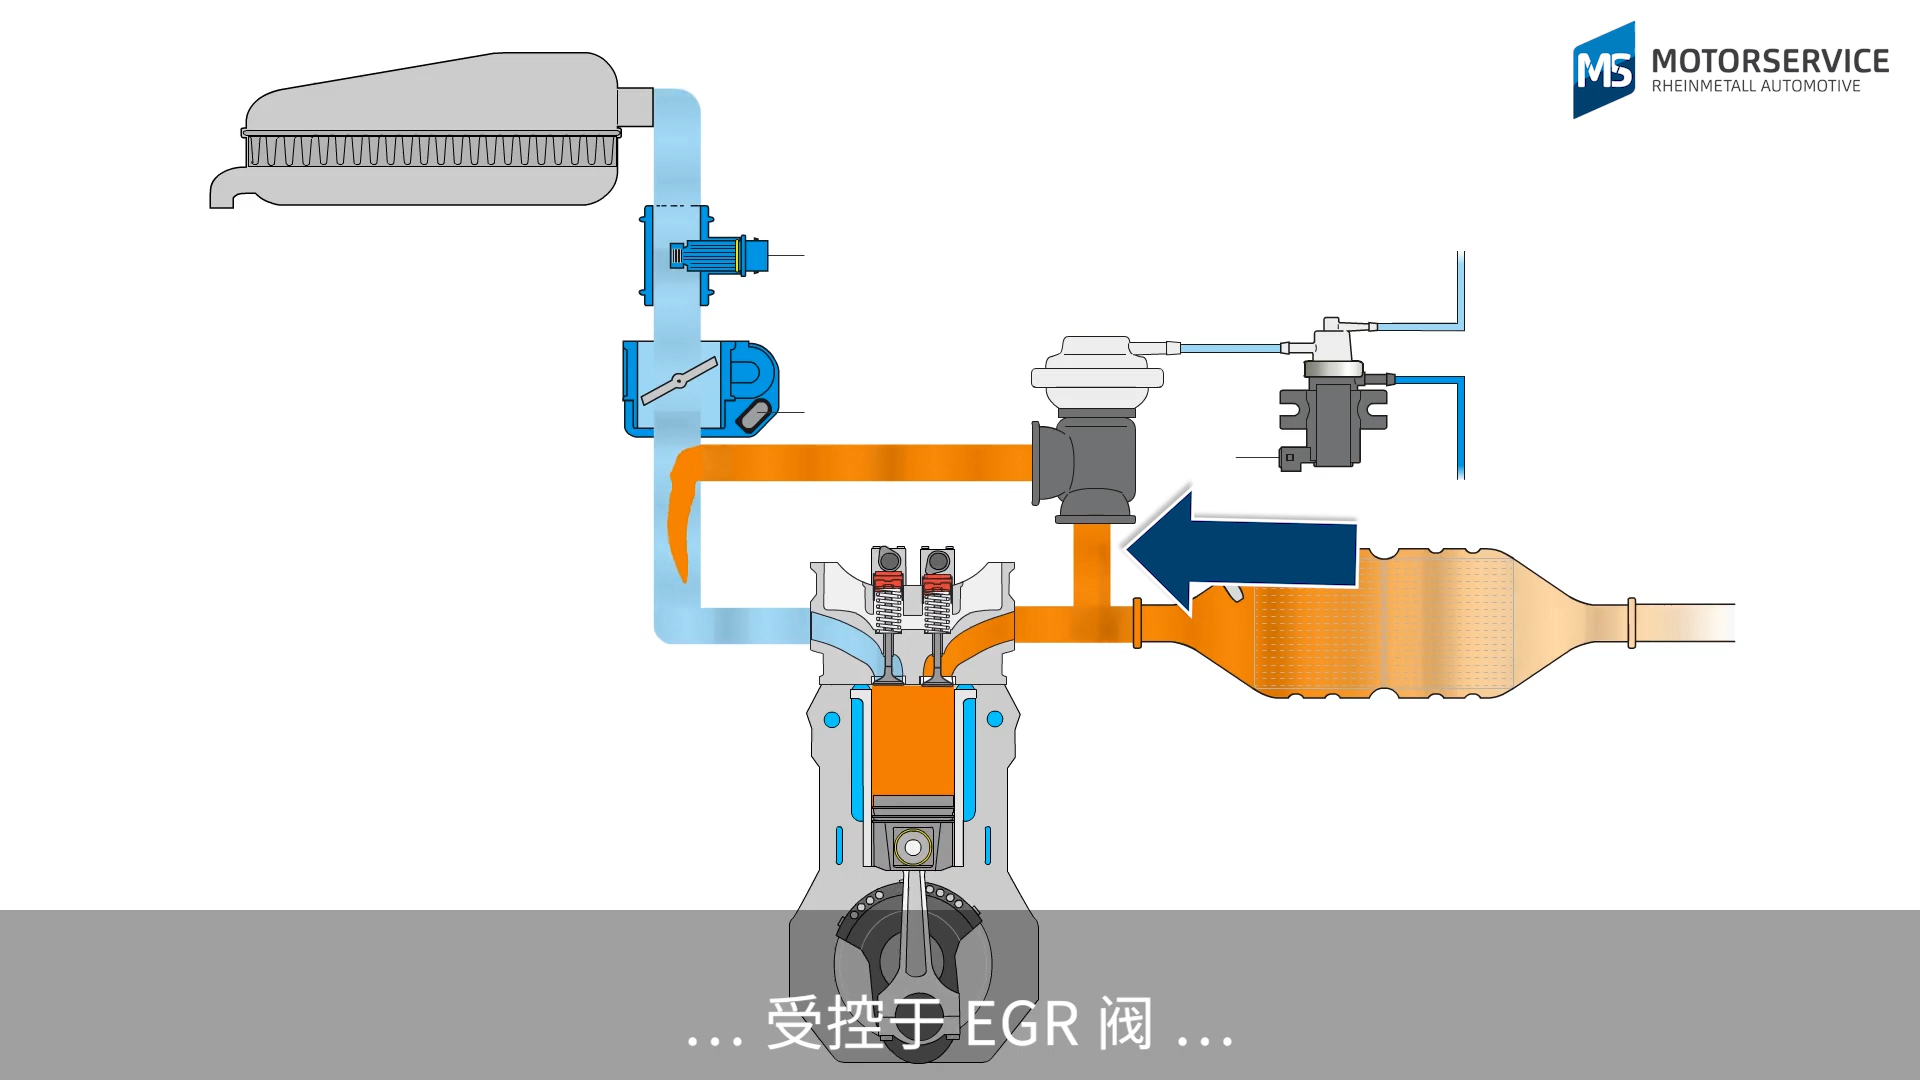 MS MOTORSERVICE
RHEINMETALL AUTOMOTIVE
... 受控于 EGR 阀 ...